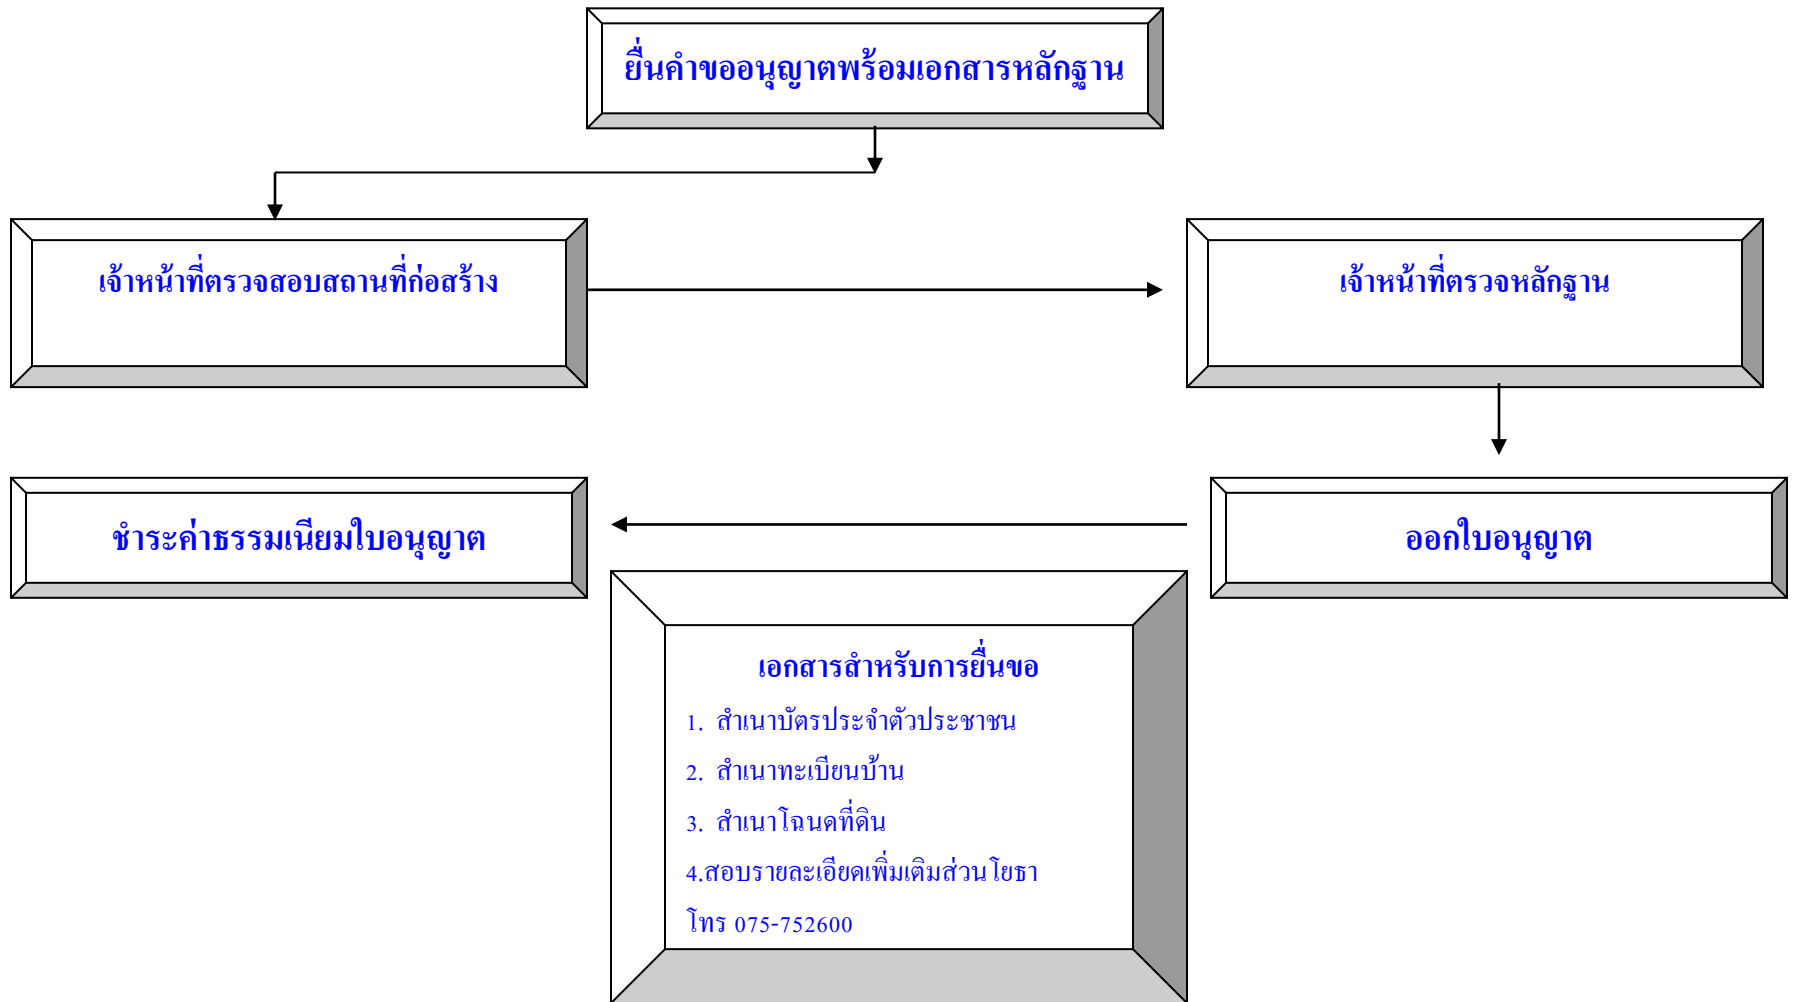 ยื่นคำขออนุญาตพร้อมเอกสารหลักฐาน
เจ้าหน้าที่ตรวจสอบสถานที่ก่อสร้าง
เจ้าหน้าที่ตรวจหลักฐาน
ออกใบอนุญาต
ชำระค่าธรรมเนียมใบอนุญาต
เอกสารสำหรับการยื่นขอ
1. สำเนาบัตรประจำตัวประชาชน
2. สำเนาทะเบียนบ้าน
3. สำเนาโฉนดที่ดิน
4.สอบรายละเอียดเพิ่มเติมส่วนโยธา
โทร 075-752600